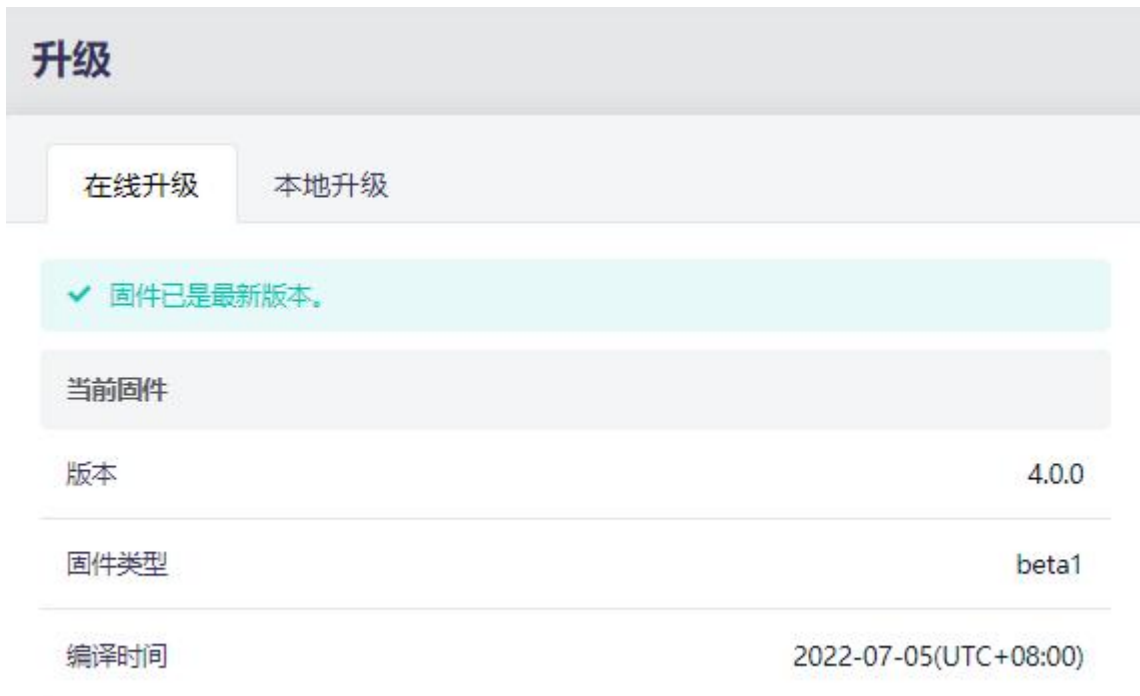 升级
在线升级 本地升级
固件已是最新版本。
当前固件
版本 4.0.0
固件类型 beta1
编译时间 2022-07-05(UTC+08:00)